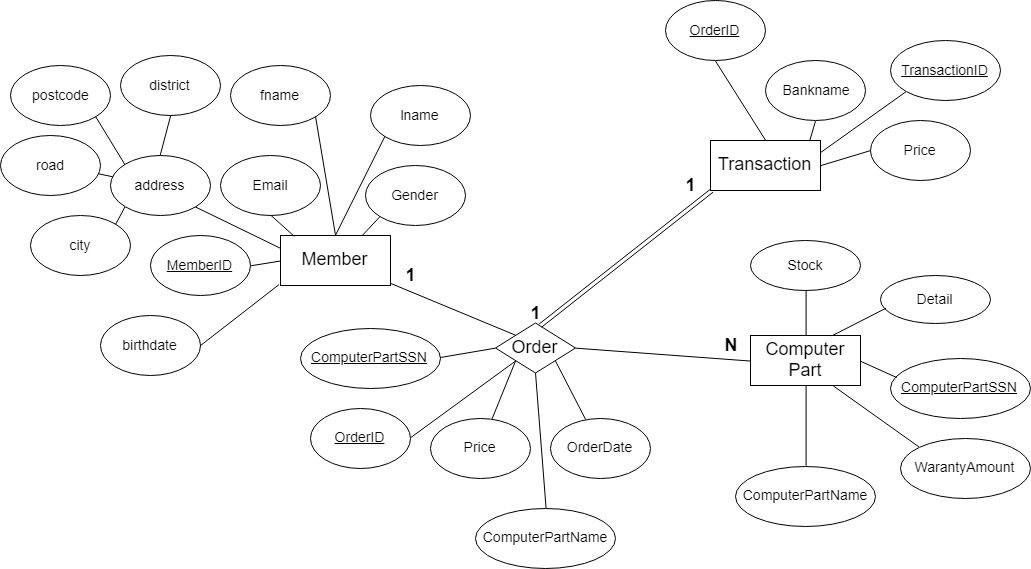 OrderID
TransactionID
district
Bankname
postcode
fname
lname
Price
Transaction
road
address
Email
Gender
1
city
Member
MemberID
Stock
1
Detail
1
birthdate
N
Order
Computer
Part
ComputerPartSSN
ComputerPartSSN
OrderID
Price
OrderDate
WarantyAmount
ComputerPartName
ComputerPartName